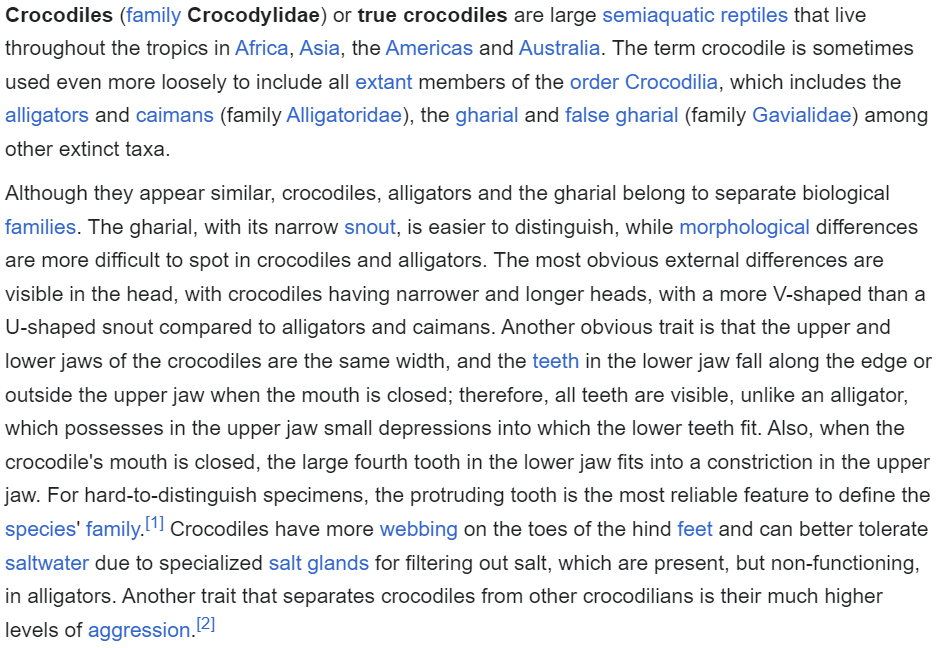 Crocodiles (family Crocodylidae) or true crocodiles are large semiaquatic reptiles that live
throughout the tropics in Africa, Asia, the Americas and Australia. The term crocodile is sometimes
used even more loosely to include all extant members of the order Crocodilia, which includes the
alligators and caimans (family Alligatoridae), the gharial and false gharial (family Gavialidae) among
other extinct taxa.
Although they appear similar, crocodiles, alligators and the gharial belong to separate biological
families. The gharial, with its narrow snout, is easier to distinguish, while morphological differences
are more difficult to spot in crocodiles and alligators. The most obvious external differences are
visible in the head, with crocodiles having narrower and longer heads, with a more V-shaped than a
U-shaped snout compared to alligators and caimans. Another obvious trait is that the upper and
lower jaws of the crocodiles are the same width, and the teeth in the lower jaw fall along the edge or
outside the upper jaw when the mouth is closed; therefore, all teeth are visible, unlike an alligator,
which possesses in the upper jaw small depressions into which the lower teeth fit. Also, when the
crocodile's mouth is closed, the large fourth tooth in the lower jaw fits into a constriction in the upper
jaw. For hard-to-distinguish specimens, the protruding tooth is the most reliable feature to define the
species' family.[1] Crocodiles have more webbing on the toes of the hind feet and can better tolerate
saltwater due to specialized salt glands for filtering out salt, which are present, but non-functioning,
in alligators. Another trait that separates crocodiles from other crocodilians is their much higher
levels of aggression.[2]